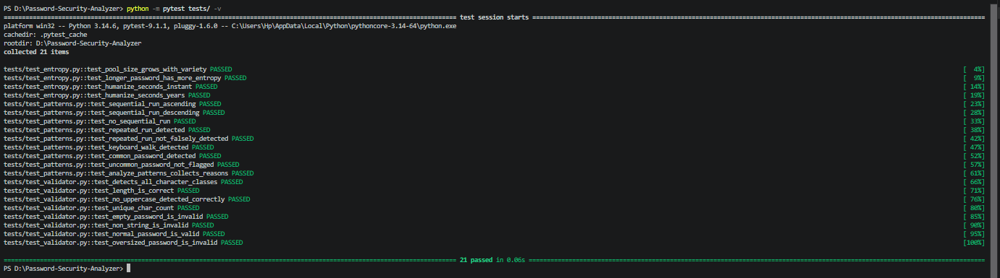 PS D:\Password-Security-Analyzer> python -m pytest tests/ -v
test session starts
platform win32 -- Python 3.14.6, pytest-9.1.1, pluggy-1.6.0 -- C:\Users\Hp\AppData\Local\Python\pythoncore-3.14-64\python.exe
cachedir: .pytest_cache
rootdir: D:\Password-Security-Analyzer
collected 21 items
tests/test_entropy.py::test_pool_size_grows_with_variety PASSED [ 4%]
tests/test_entropy.py::test_longer_password_has_more_entropy PASSED [ 9%]
tests/test_entropy.py::test_humanize_seconds_instant PASSED [ 14%]
tests/test_entropy.py::test_humanize_seconds_years PASSED [ 19%]
tests/test_patterns.py::test_sequential_run_ascending PASSED [ 23%]
tests/test_patterns.py::test_sequential_run_descending PASSED [ 28%]
tests/test_patterns.py::test_no_sequential_run PASSED [ 33%]
tests/test_patterns.py::test_repeated_run_detected PASSED [ 38%]
tests/test_patterns.py::test_repeated_run_not_falsely_detected PASSED [ 42%]
tests/test_patterns.py::test_keyboard_walk_detected PASSED [ 47%]
tests/test_patterns.py::test_common_password_detected PASSED [ 52%]
tests/test_patterns.py::test_uncommon_password_not_flagged PASSED [ 57%]
tests/test_patterns.py::test_analyze_patterns_collects_reasons PASSED [ 61%]
tests/test_validator.py::test_detects_all_character_classes PASSED [ 66%]
tests/test_validator.py::test_length_is_correct PASSED [ 71%]
tests/test_validator.py::test_no_uppercase_detected_correctly PASSED [ 76%]
tests/test_validator.py::test_unique_char_count PASSED [ 80%]
tests/test_validator.py::test_empty_password_is_invalid PASSED [ 85%]
tests/test_validator.py::test_non_string_is_invalid PASSED [ 90%]
tests/test_validator.py::test_normal_password_is_valid PASSED [ 95%]
tests/test_validator.py::test_oversized_password_is_invalid PASSED [100%]
21 passed in 0.06s
PS D:\Password-Security-Analyzer>